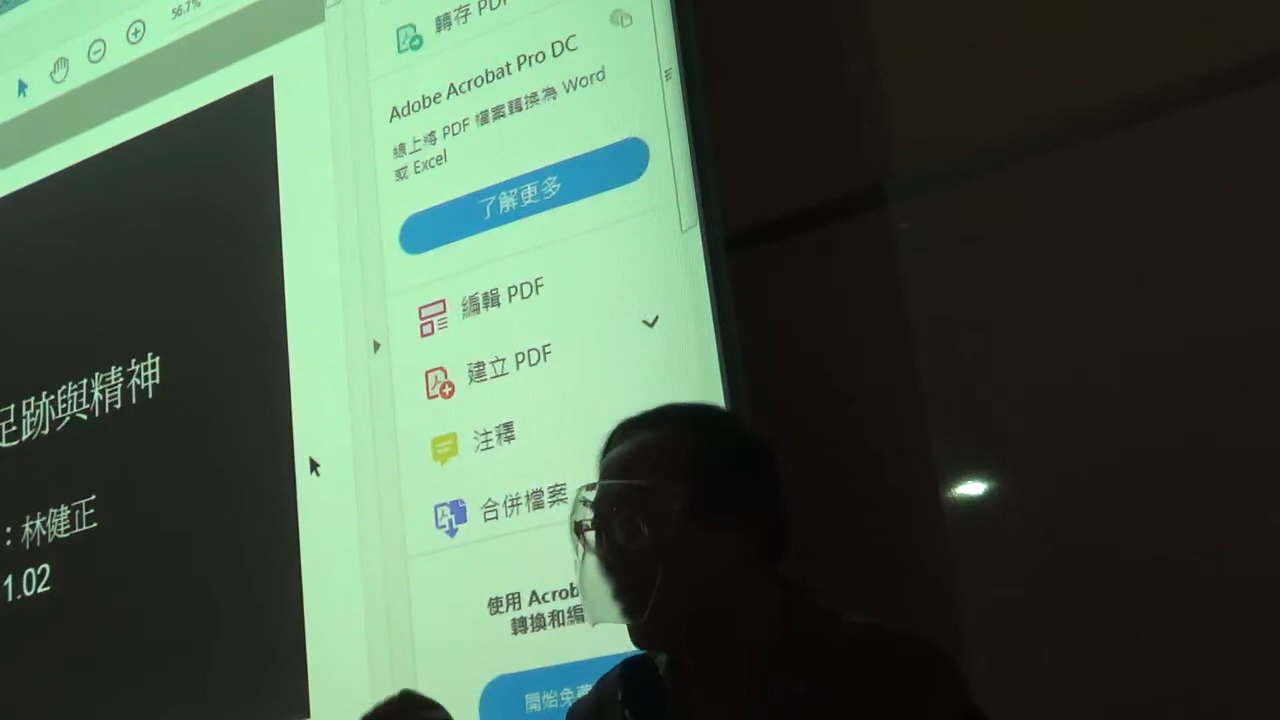 56.7%
足跡與精神
：林健正
1.02
轉存 PDF
Adobe Acrobat Pro DC
線上將 PDF 檔案轉換為 Word
或 Excel
了解更多
編輯 PDF
建立 PDF
注釋
合併檔案
使用 Acrob
轉換和編
開始免費